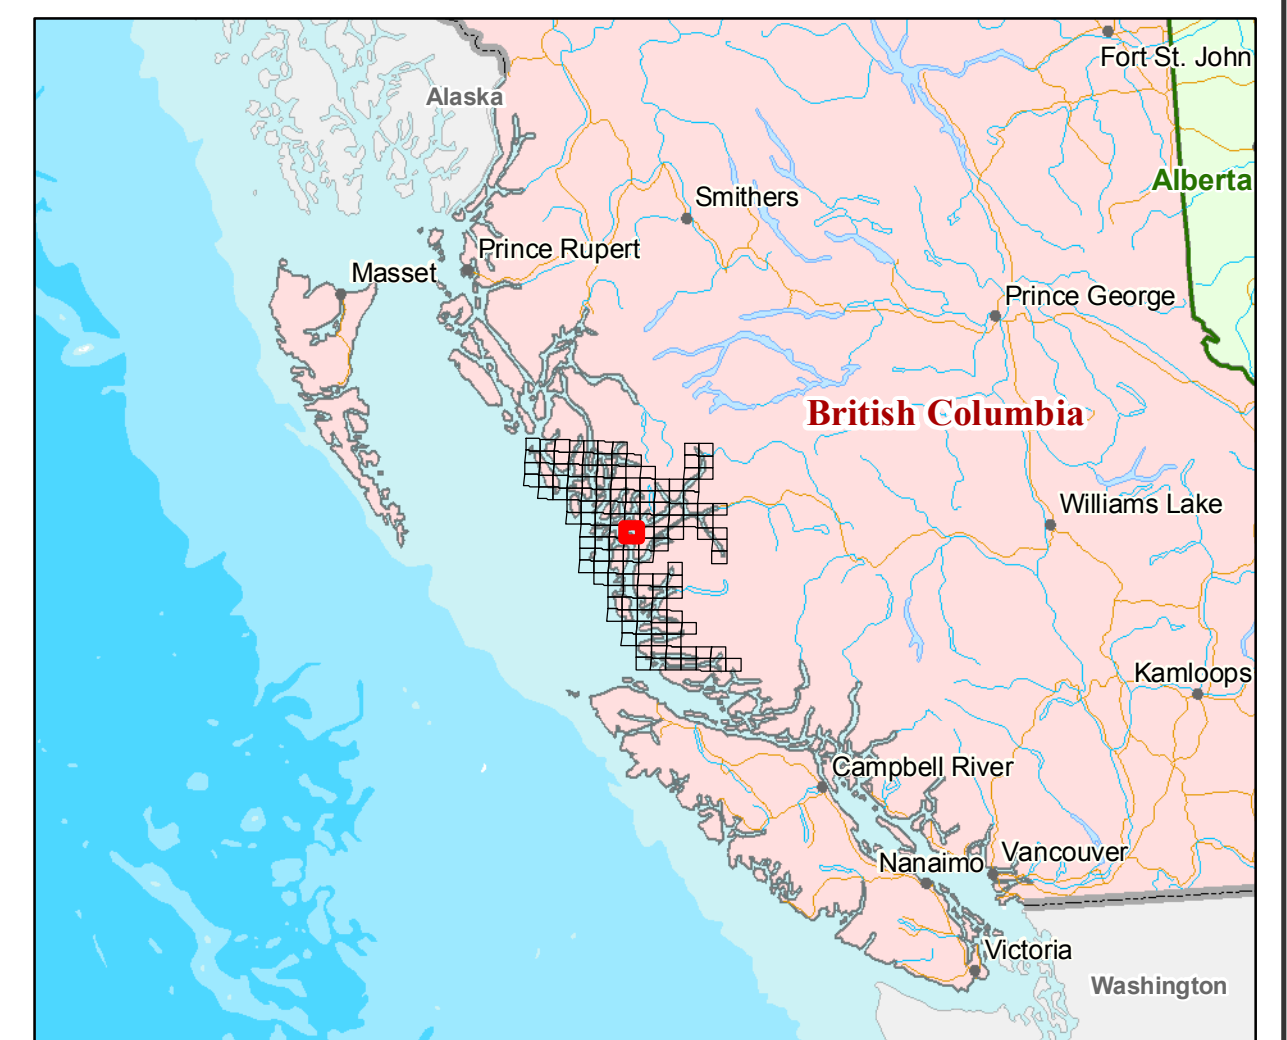 Fort St. John
Alaska
Alberta
Smithers
Prince Rupert
Masset
Prince George
British Columbia
Williams Lake
Kamloops
Campbell River
Vancouver
Nanaimo
Victoria
Washington